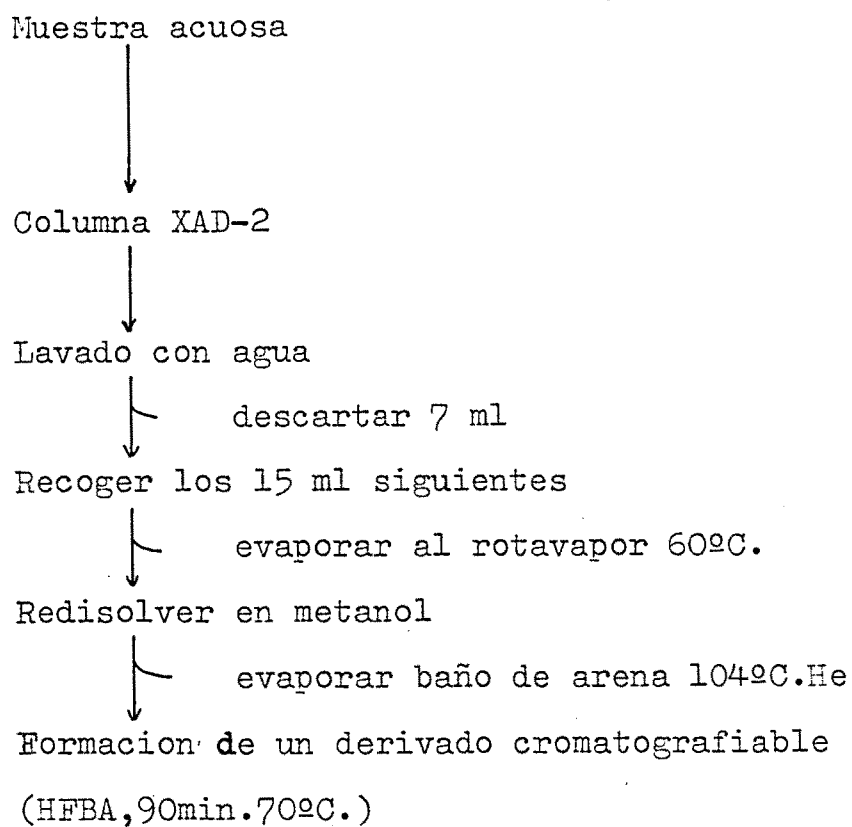 Muestra acuosa
Columna XAD-2
Lavado con agua
descartar 7 ml
Recoger los 15 ml siguientes
evaporar al rotavapor 60ºC.
Redisolver en metanol
evaporar baño de arena 104ºC.He
Formacion de un derivado cromatografiable
(HFBA,90min.70ºC.)